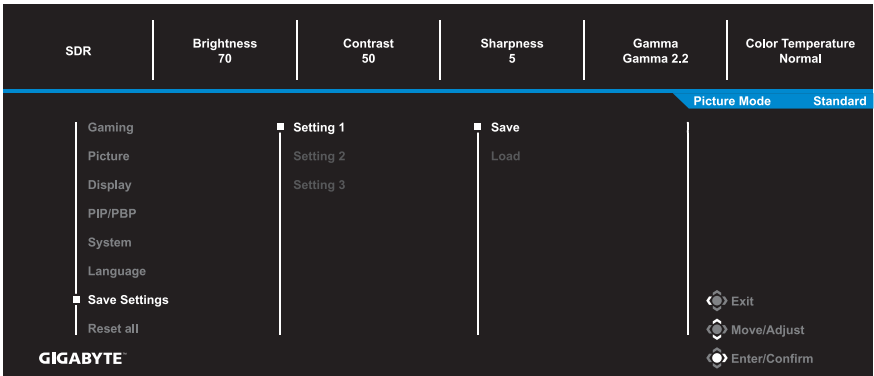 SDR
Brightness
70
Contrast
50
Sharpness
5
Gamma
Gamma 2.2
Color Temperature
Normal
Picture Mode Standard
Gaming
Picture
Display
PIP/PBP
System
Language
Save Settings
Reset all
Setting 1
Setting 2
Setting 3
Save
Load
Exit
Move/Adjust
Enter/Confirm
GIGABYTE™